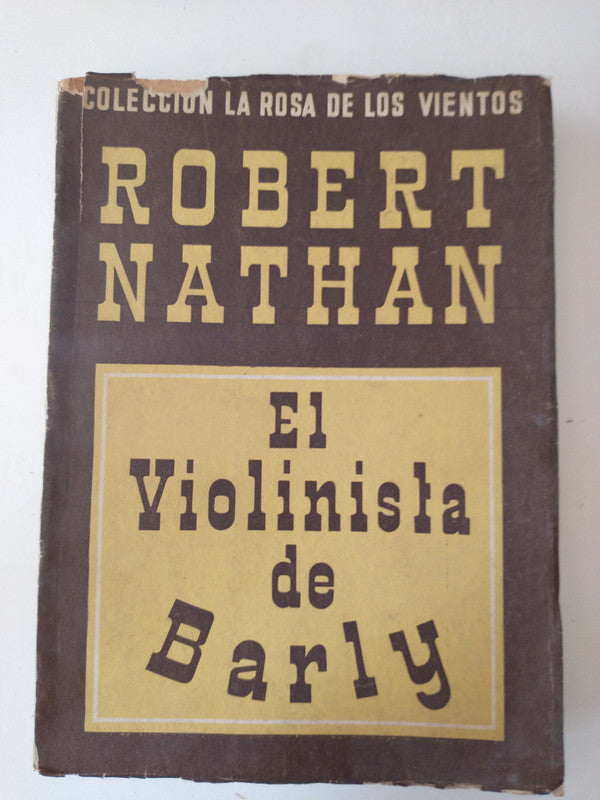 COLECCION LA ROSA DE LOS VIENTOS
ROBERT
NATHAN
El
Violinista
de
Barly